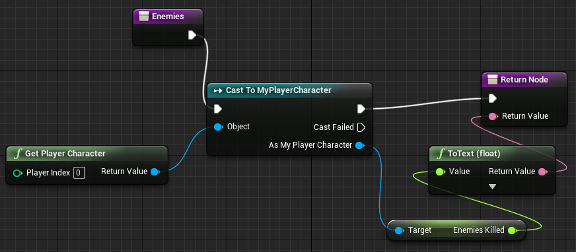 Enemies
Cast To MyPlayerCharacter
Object
Cast Failed
As My Player Character
Return Node
Return Value
Get Player Character
Player Index 0 Return Value
ToText (float)
Value Return Value
Target Enemies Killed